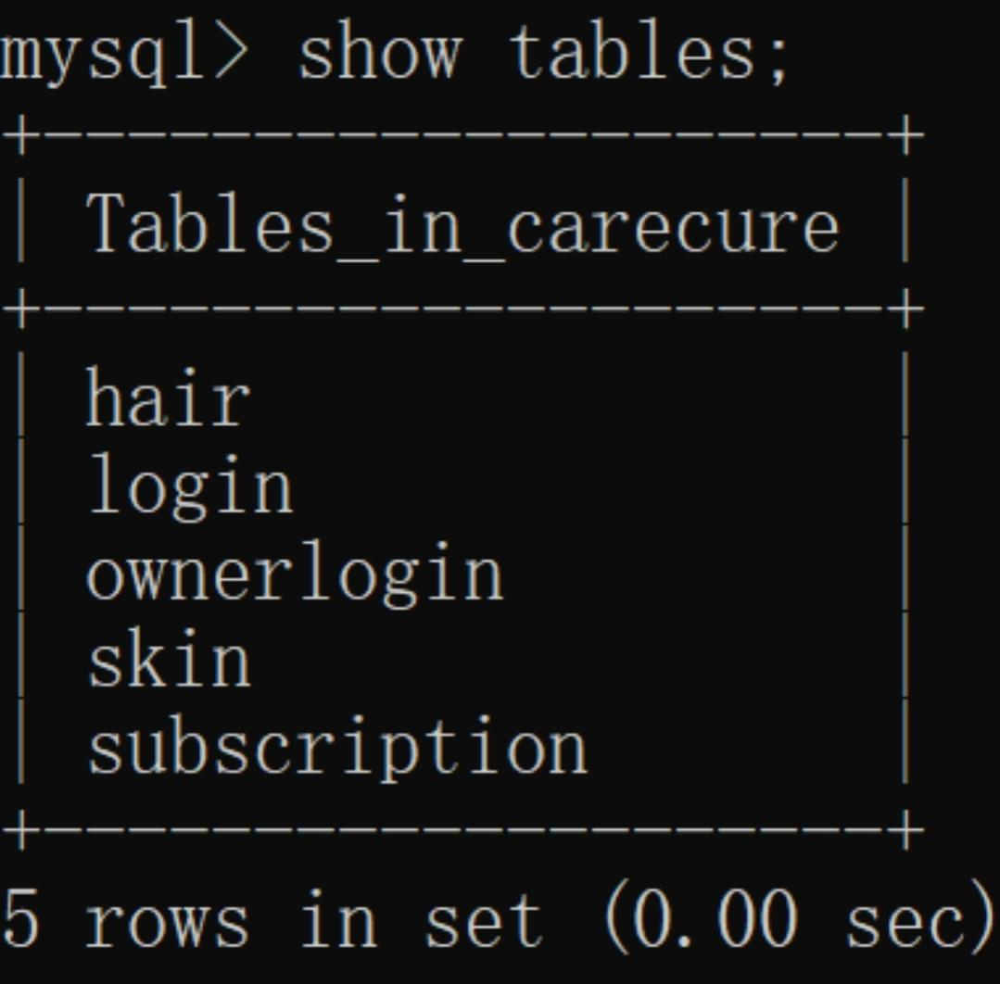 mysql> show tables;
+---------------------+
| Tables_in_carecure |
+---------------------+
| hair               |
| login              |
| ownerlogin         |
| skin               |
| subscription       |
+---------------------+
5 rows in set (0.00 sec)